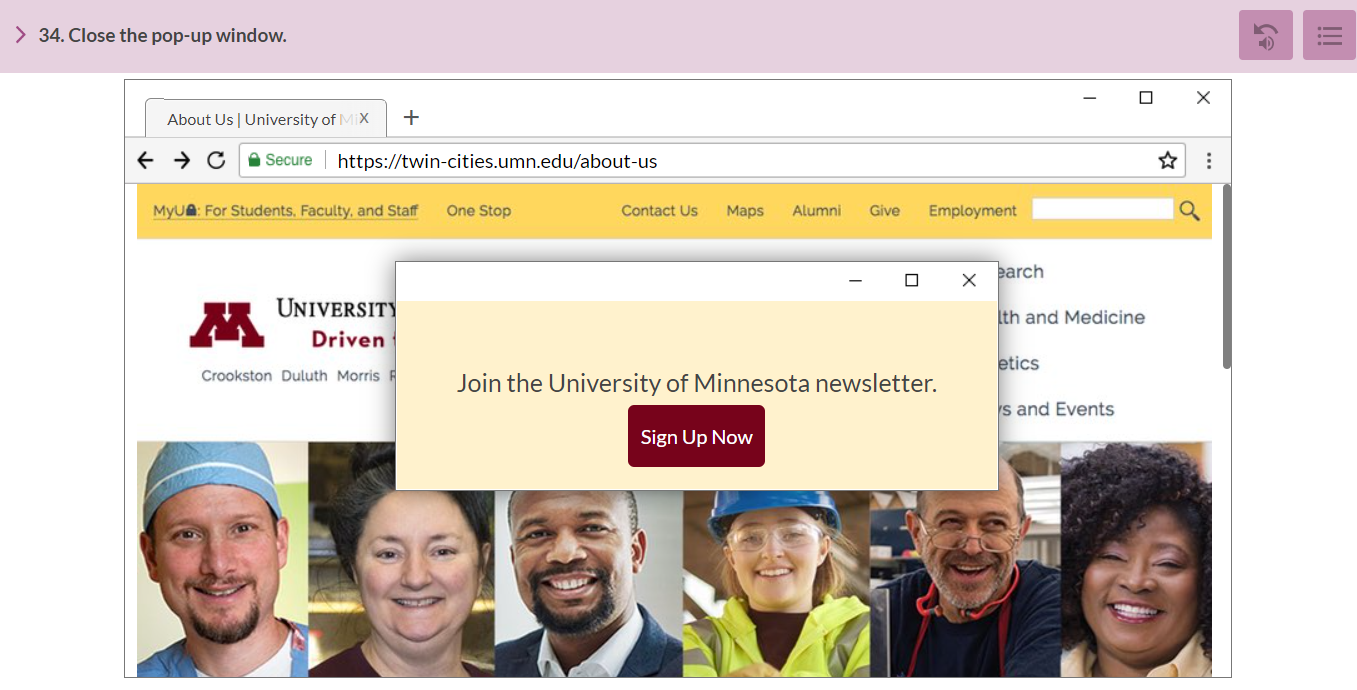 34. Close the pop-up window.
About Us | University of Mi X
Secure https://twin-cities.umn.edu/about-us
MyU: For Students, Faculty, and Staff One Stop Contact Us Maps Alumni Give Employment
earch
UNIVERSITY
lth and Medicine
Driven
Crookston Duluth Morris R
etics
Join the University of Minnesota newsletter.
s and Events
Sign Up Now